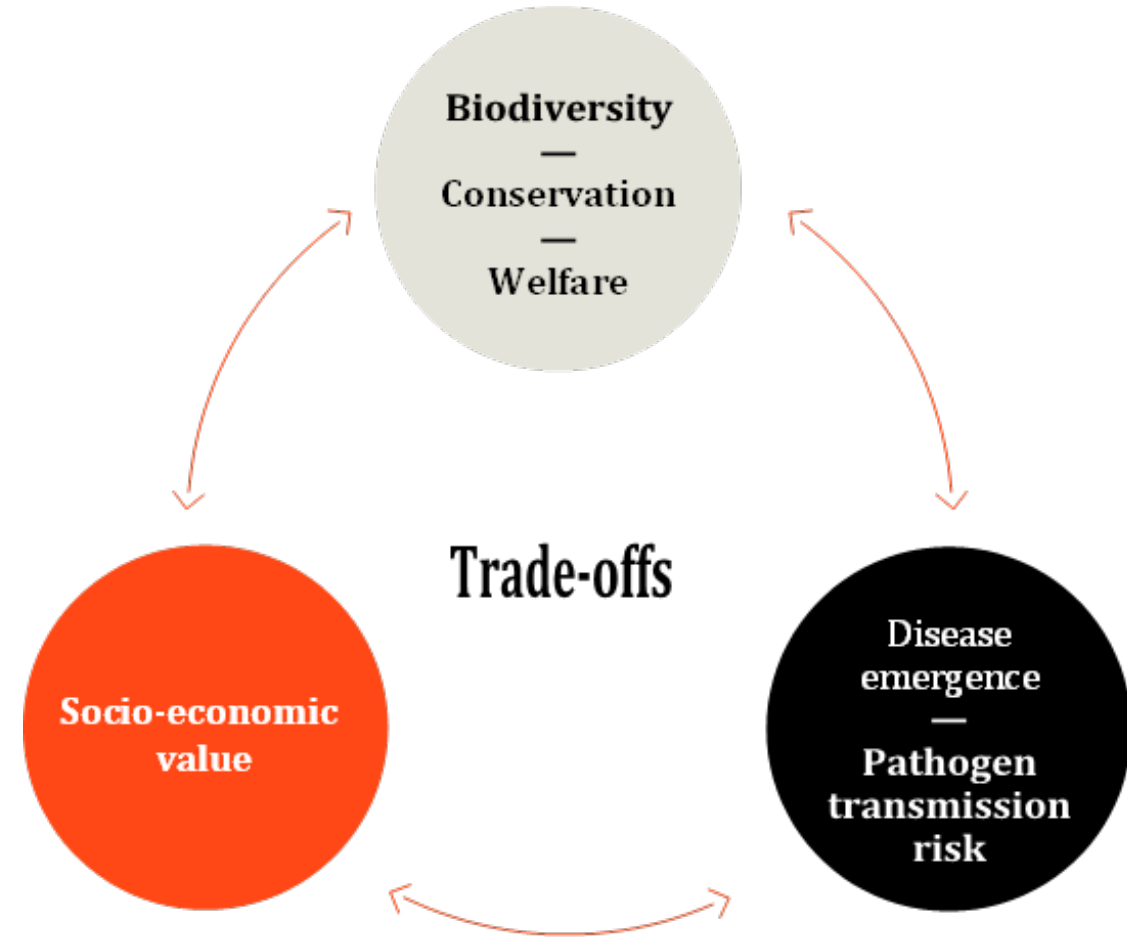 Biodiversity
—
Conservation
—
Welfare
Trade-offs
Socio-economic
value
Disease
emergence
—
Pathogen
transmission
risk